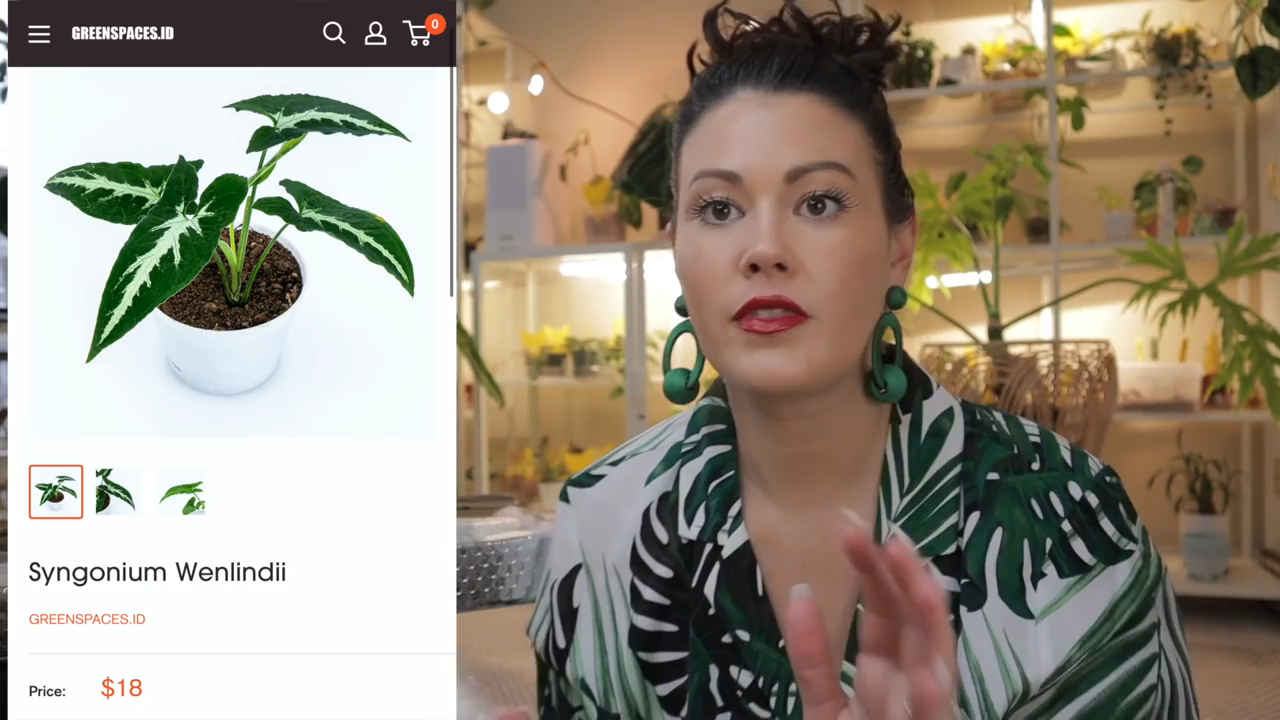 GREENSPACES.ID
0
Syngonium Wenlindii
GREENSPACES.ID
Price: $18